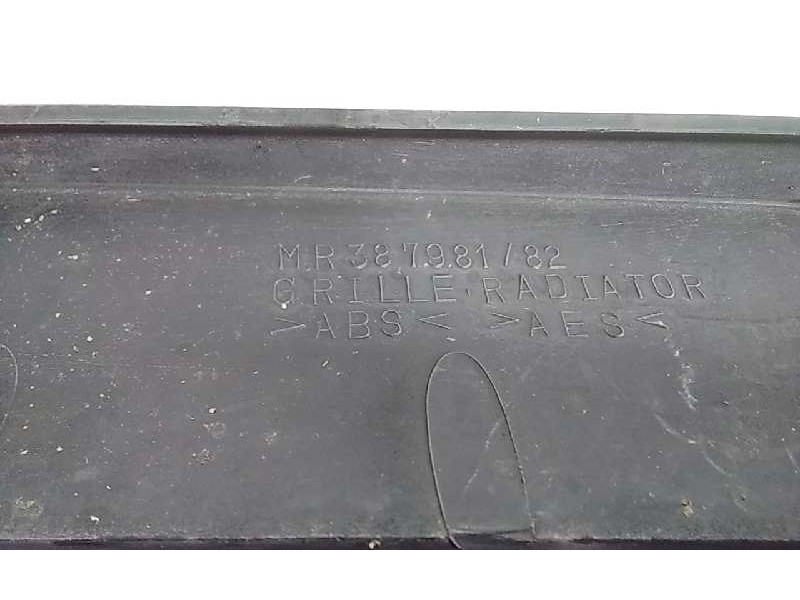 MR387981/82
GRILLE, RADIATOR
>ABS< >AES<